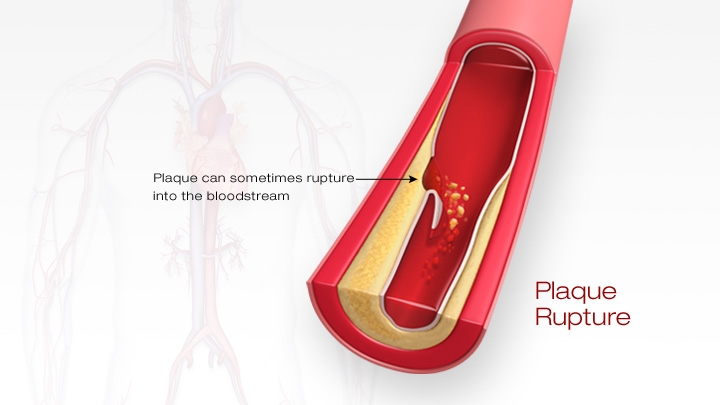 Plaque can sometimes rupture
into the bloodstream
Plaque
Rupture